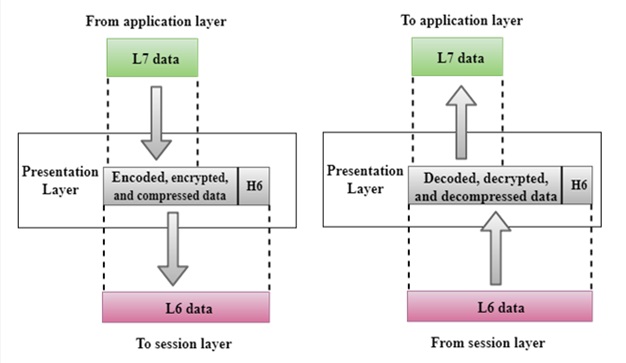 From application layer
L7 data
Presentation
Layer
Encoded, encrypted,
and compressed data
H6
L6 data
To session layer
To application layer
L7 data
Presentation
Layer
Decoded, decrypted,
and decompressed data
H6
L6 data
From session layer